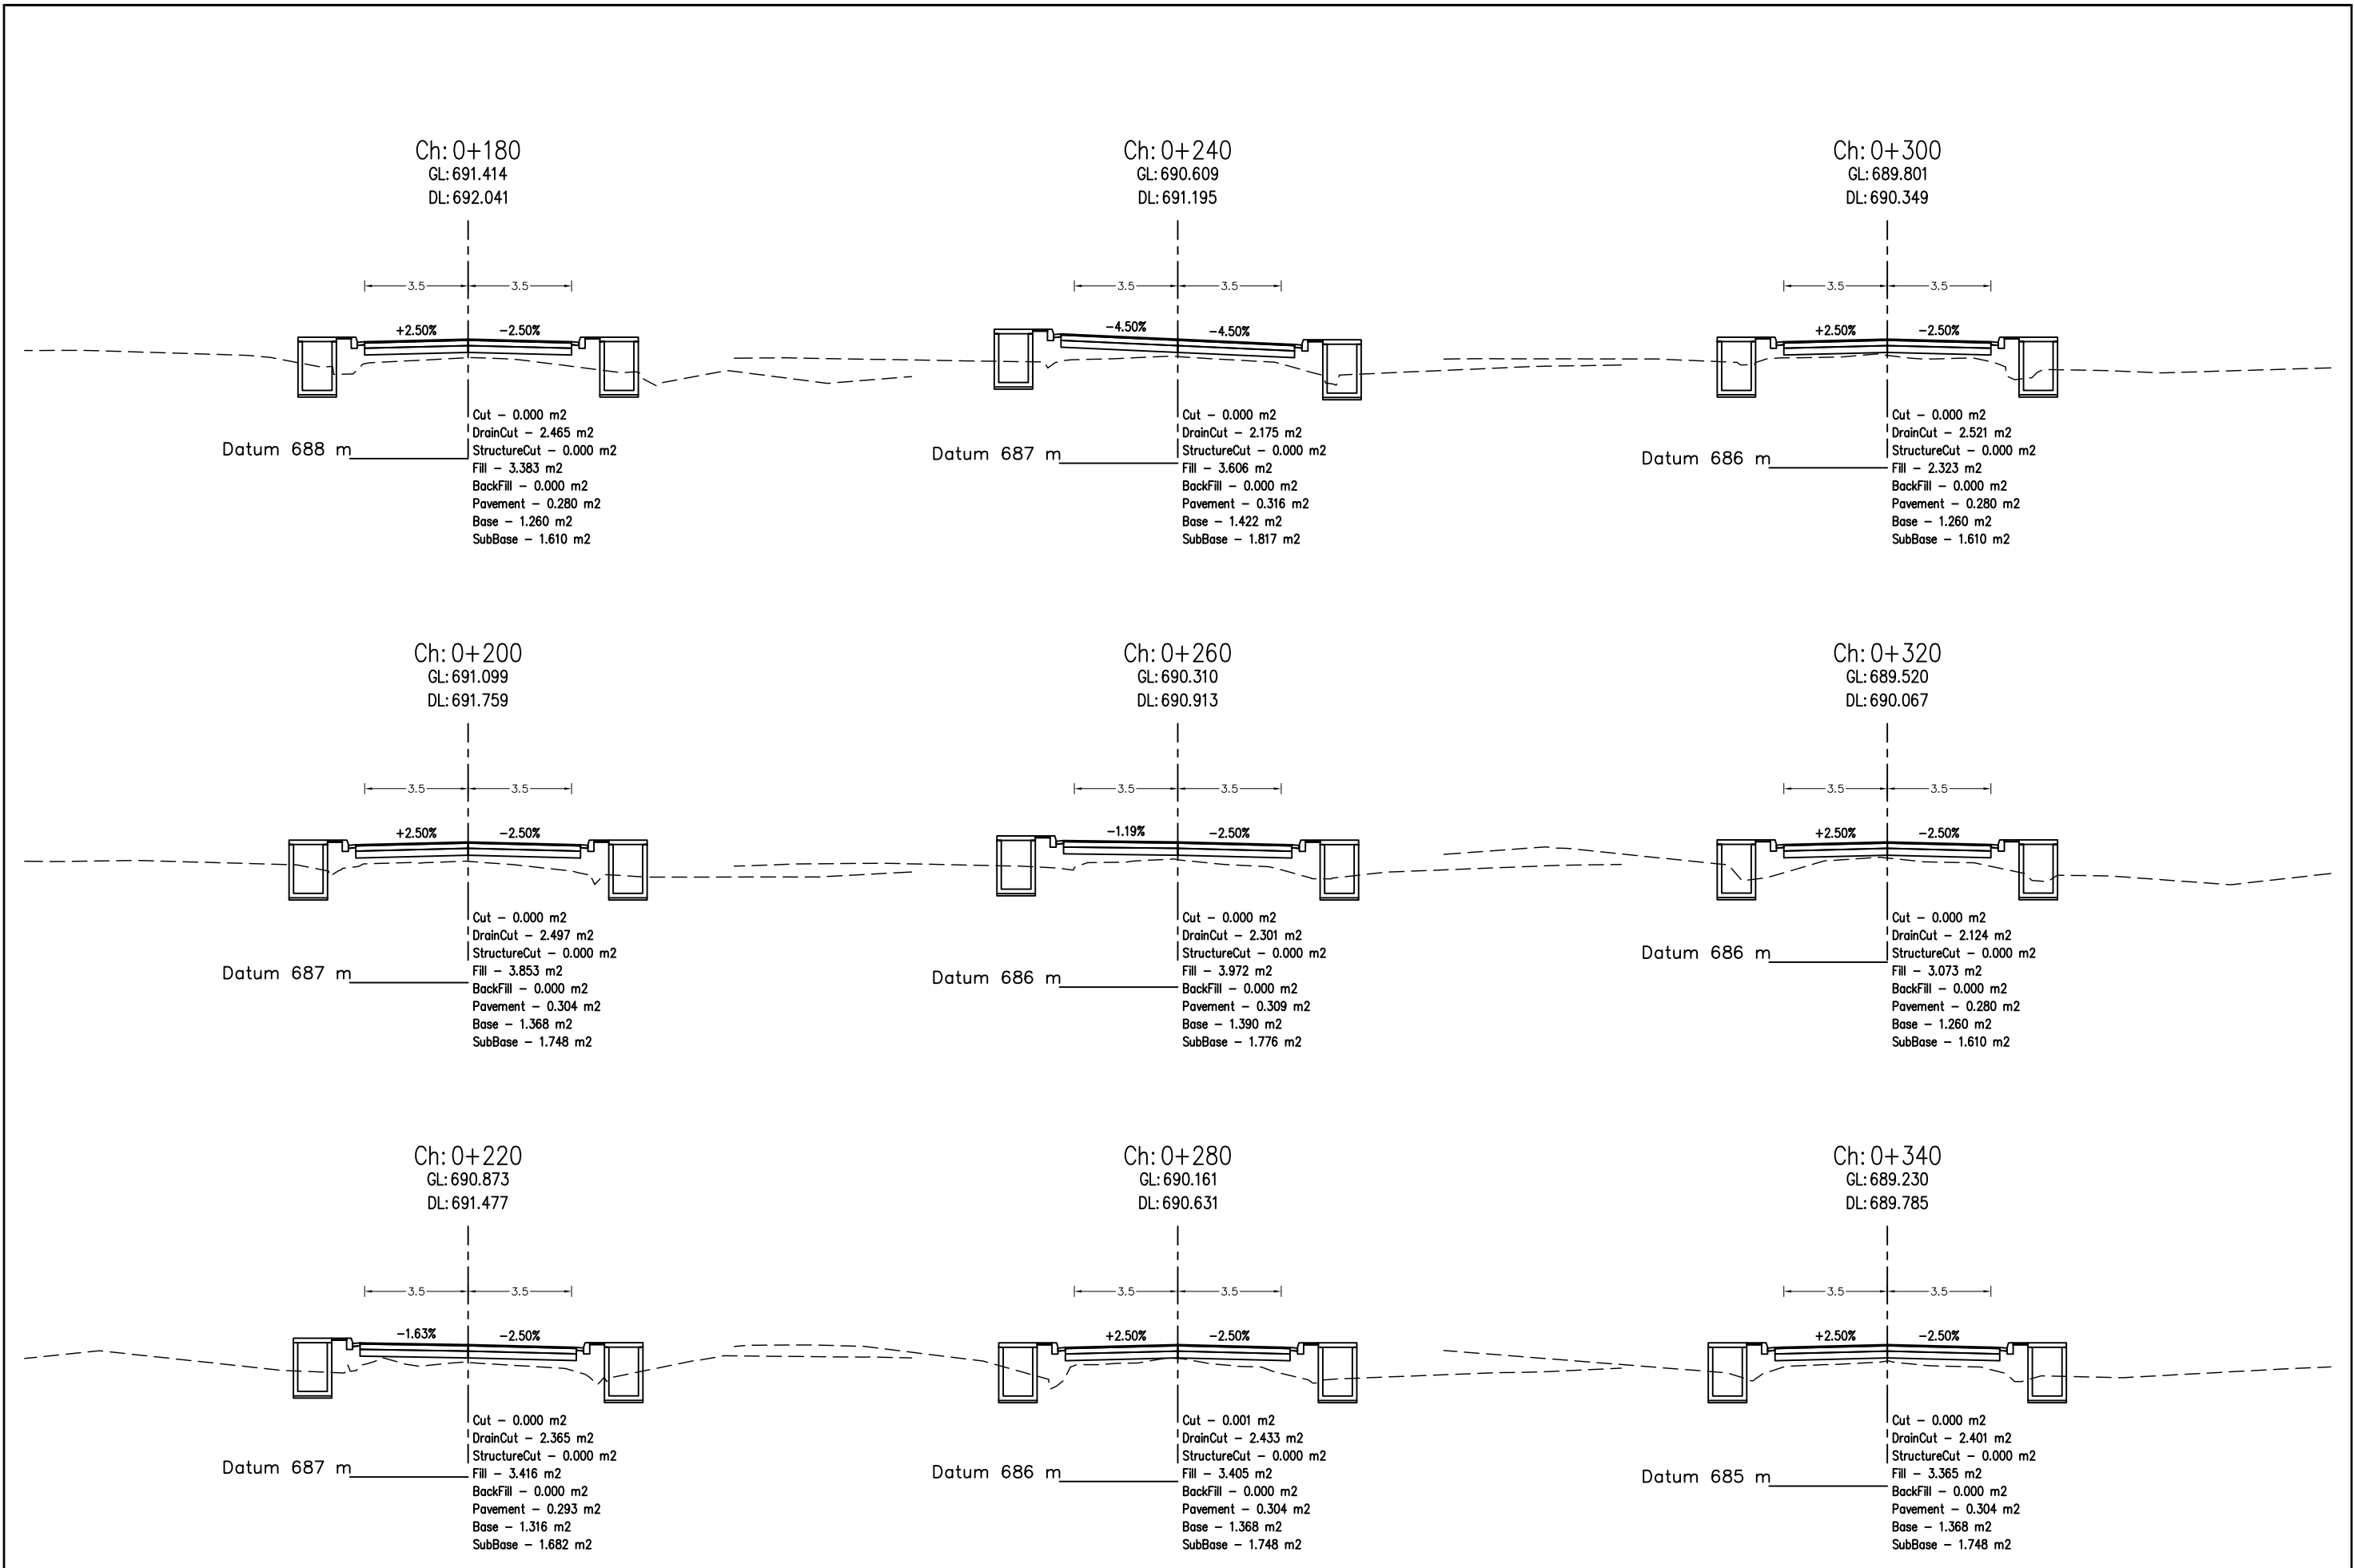 Ch: 0+180
GL: 691.414
DL: 692.041
3.5 3.5
+2.50% -2.50%
Datum 688 m
Cut - 0.000 m2
DrainCut - 2.465 m2
StructureCut - 0.000 m2
Fill - 3.383 m2
BackFill - 0.000 m2
Pavement - 0.280 m2
Base - 1.260 m2
SubBase - 1.610 m2
Ch: 0+240
GL: 690.609
DL: 691.195
3.5 3.5
-4.50% -4.50%
Datum 687 m
Cut - 0.000 m2
DrainCut - 2.175 m2
StructureCut - 0.000 m2
Fill - 3.606 m2
BackFill - 0.000 m2
Pavement - 0.316 m2
Base - 1.422 m2
SubBase - 1.817 m2
Ch: 0+300
GL: 689.801
DL: 690.349
3.5 3.5
+2.50% -2.50%
Datum 686 m
Cut - 0.000 m2
DrainCut - 2.521 m2
StructureCut - 0.000 m2
Fill - 2.323 m2
BackFill - 0.000 m2
Pavement - 0.280 m2
Base - 1.260 m2
SubBase - 1.610 m2
Ch: 0+200
GL: 691.099
DL: 691.759
3.5 3.5
+2.50% -2.50%
Datum 687 m
Cut - 0.000 m2
DrainCut - 2.497 m2
StructureCut - 0.000 m2
Fill - 3.853 m2
BackFill - 0.000 m2
Pavement - 0.304 m2
Base - 1.368 m2
SubBase - 1.748 m2
Ch: 0+260
GL: 690.310
DL: 690.913
3.5 3.5
-1.19% -2.50%
Datum 686 m
Cut - 0.000 m2
DrainCut - 2.301 m2
StructureCut - 0.000 m2
Fill - 3.972 m2
BackFill - 0.000 m2
Pavement - 0.309 m2
Base - 1.390 m2
SubBase - 1.776 m2
Ch: 0+320
GL: 689.520
DL: 690.067
3.5 3.5
+2.50% -2.50%
Datum 686 m
Cut - 0.000 m2
DrainCut - 2.124 m2
StructureCut - 0.000 m2
Fill - 3.073 m2
BackFill - 0.000 m2
Pavement - 0.280 m2
Base - 1.260 m2
SubBase - 1.610 m2
Ch: 0+220
GL: 690.873
DL: 691.477
3.5 3.5
-1.63% -2.50%
Datum 687 m
Cut - 0.000 m2
DrainCut - 2.365 m2
StructureCut - 0.000 m2
Fill - 3.416 m2
BackFill - 0.000 m2
Pavement - 0.293 m2
Base - 1.316 m2
SubBase - 1.682 m2
Ch: 0+280
GL: 690.161
DL: 690.631
3.5 3.5
+2.50% -2.50%
Datum 686 m
Cut - 0.001 m2
DrainCut - 2.433 m2
StructureCut - 0.000 m2
Fill - 3.405 m2
BackFill - 0.000 m2
Pavement - 0.304 m2
Base - 1.368 m2
SubBase - 1.748 m2
Ch: 0+340
GL: 689.230
DL: 689.785
3.5 3.5
+2.50% -2.50%
Datum 685 m
Cut - 0.000 m2
DrainCut - 2.401 m2
StructureCut - 0.000 m2
Fill - 3.365 m2
BackFill - 0.000 m2
Pavement - 0.304 m2
Base - 1.368 m2
SubBase - 1.748 m2